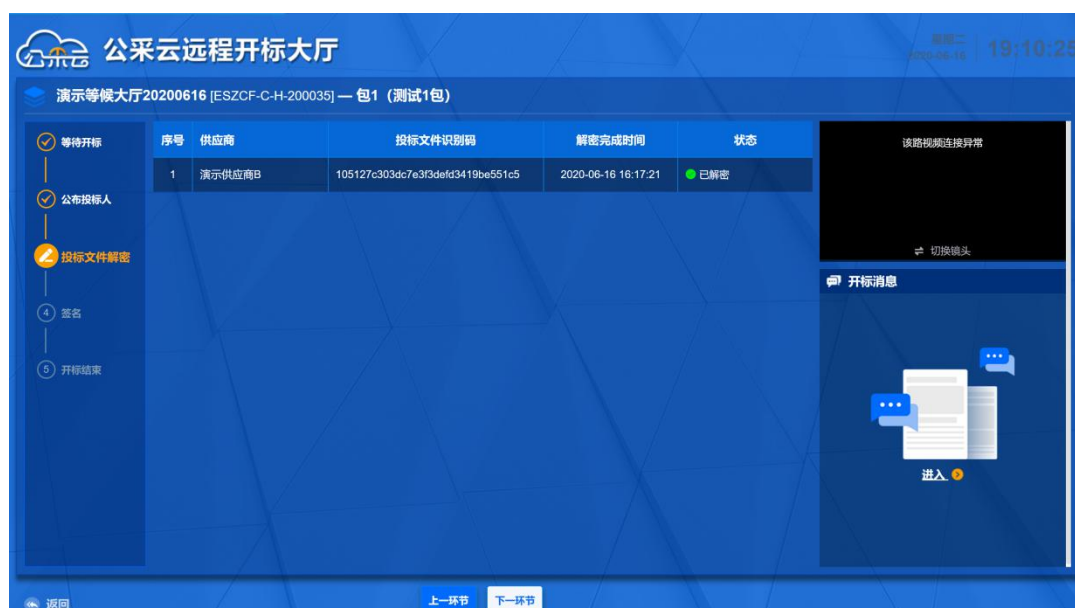 公采云 公采云远程开标大厅
星期二
2020-06-16
19:10:25
演示等候大厅20200616 [ESZCF-C-H-200035] — 包1（测试1包）
等待开标
公布投标人
投标文件解密
4 签名
5 开标结束
序号 供应商 投标文件识别码 解密完成时间 状态
1 演示供应商B 105127c303dc7e3f3defd3419be551c5 2020-06-16 16:17:21 已解密
该路视频连接异常
切换镜头
开标消息
进入
返回 上一环节 下一环节